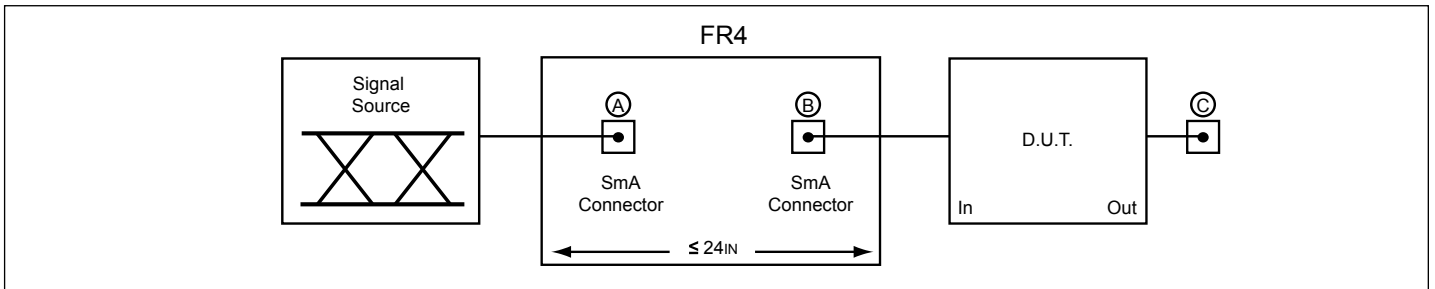 FR4
Signal
Source
A
B
C
SmA
Connector
SmA
Connector
D.U.T.
In
Out
≤ 24IN